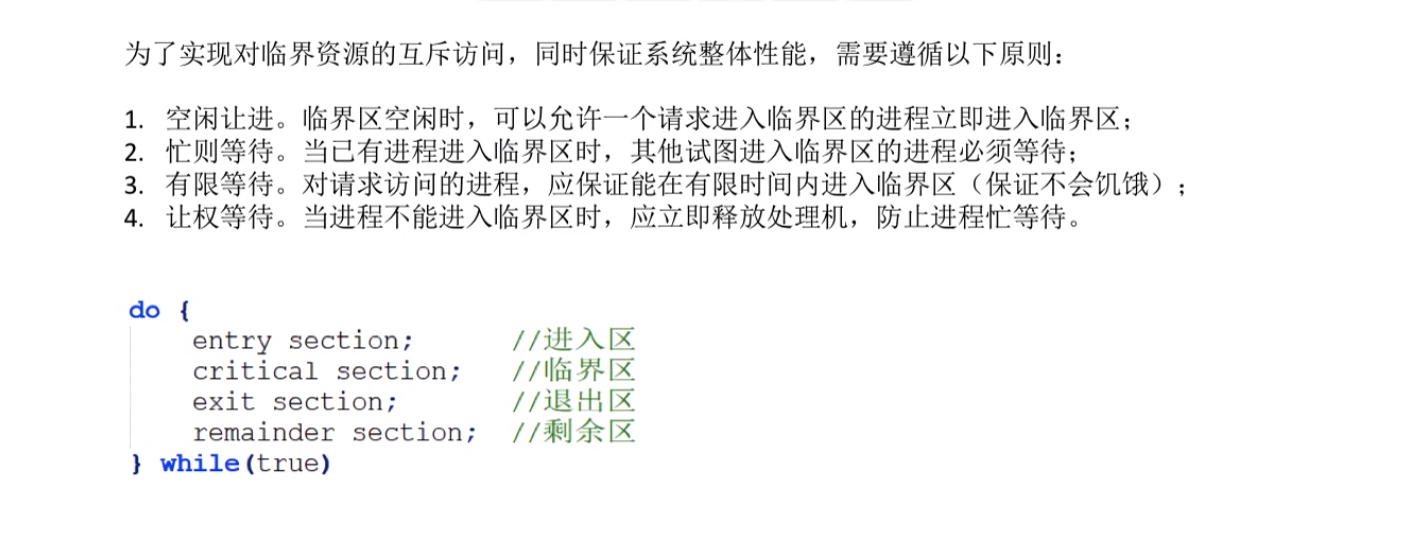 为了实现对临界资源的互斥访问，同时保证系统整体性能，需要遵循以下原则：
1. 空闲让进。临界区空闲时，可以允许一个请求进入临界区的进程立即进入临界区；
2. 忙则等待。当已有进程进入临界区时，其他试图进入临界区的进程必须等待；
3. 有限等待。对请求访问的进程，应保证能在有限时间内进入临界区（保证不会饥饿）；
4. 让权等待。当进程不能进入临界区时，应立即释放处理机，防止进程忙等待。
do {
entry section; //进入区
critical section; //临界区
exit section; //退出区
remainder section; //剩余区
} while(true)